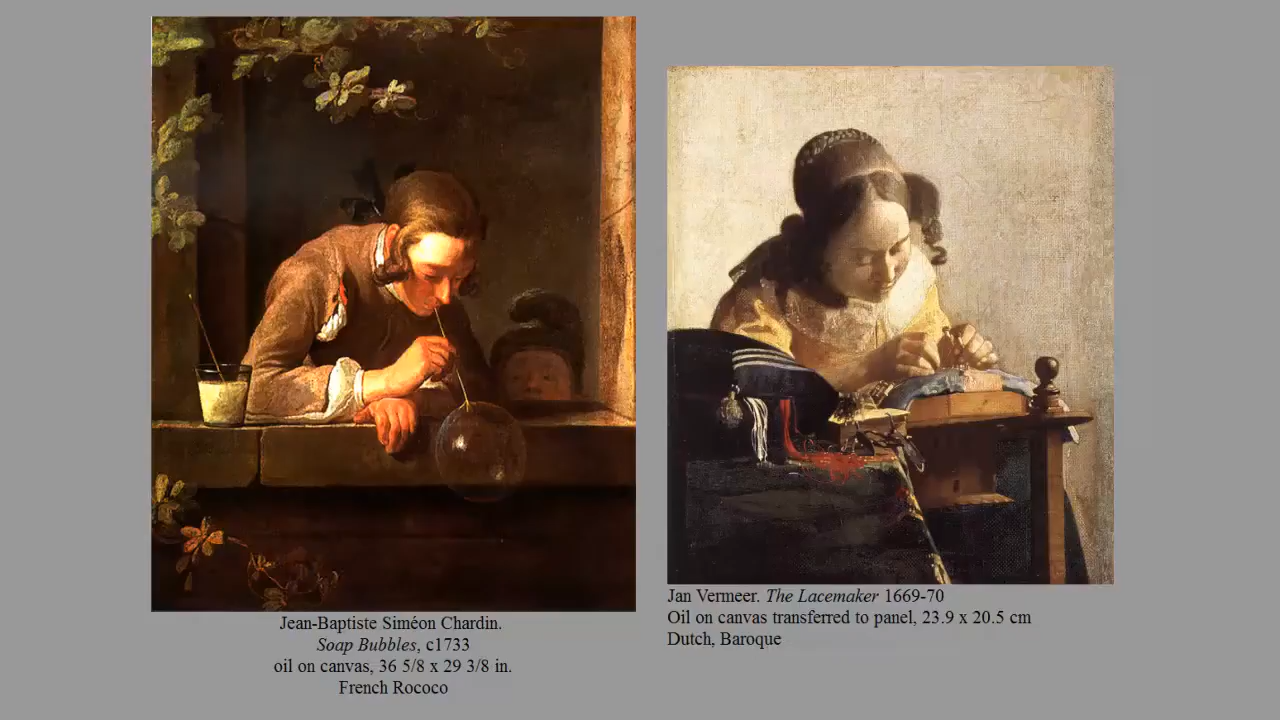 Jean-Baptiste Siméon Chardin.
Soap Bubbles, c1733
oil on canvas, 36 5/8 x 29 3/8 in.
French Rococo
Jan Vermeer. The Lacemaker 1669-70
Oil on canvas transferred to panel, 23.9 x 20.5 cm
Dutch, Baroque